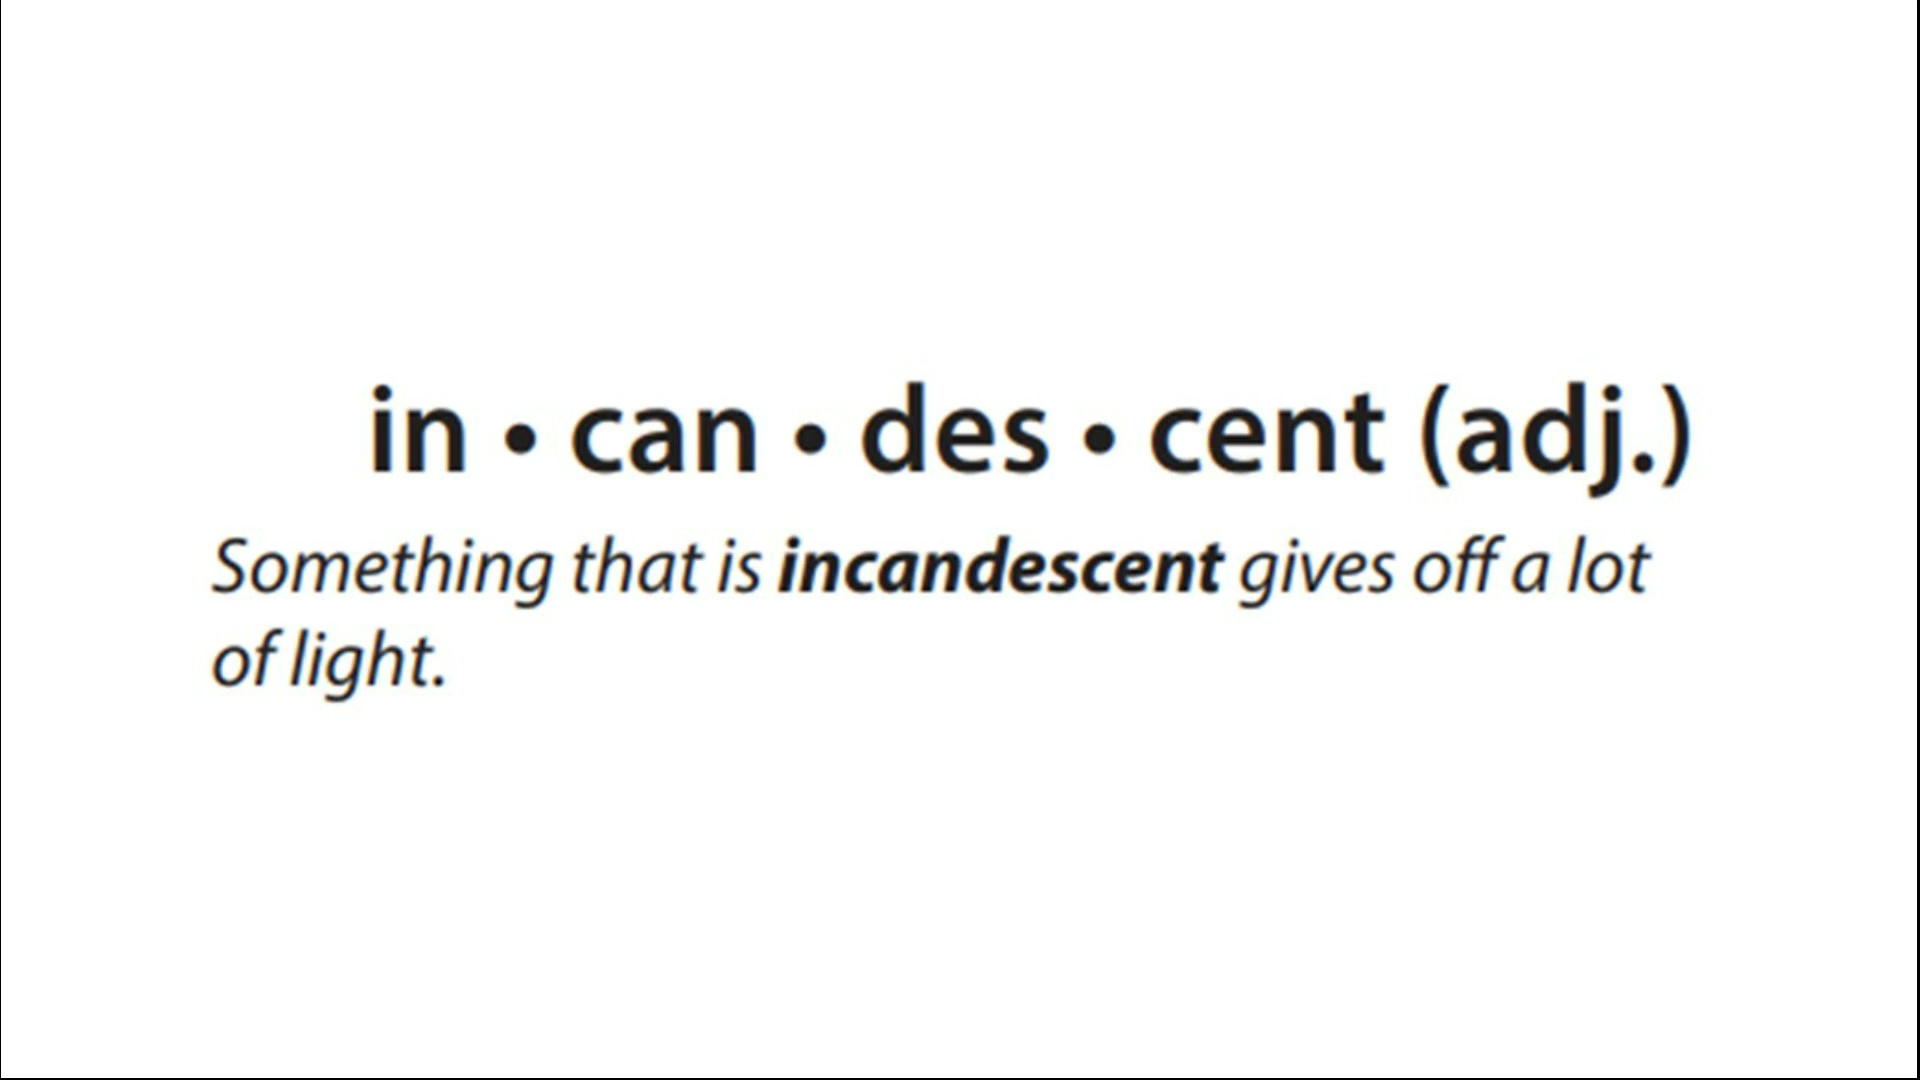 in • can • des • cent (adj.)
Something that is incandescent gives off a lot
of light.